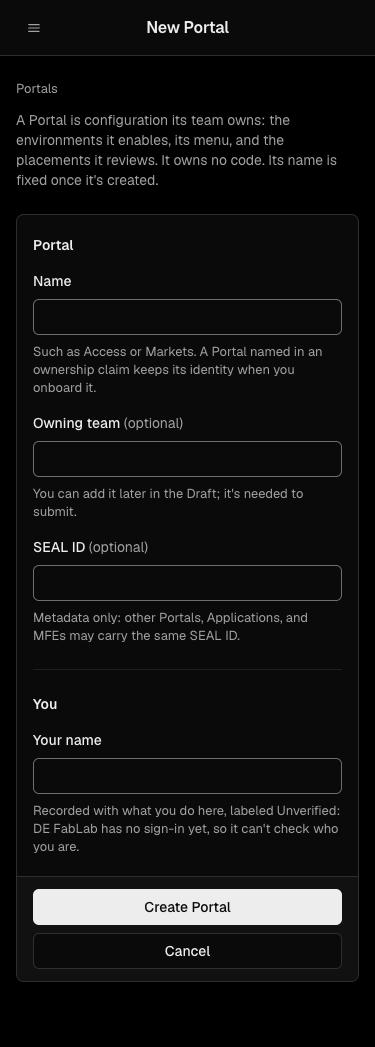 New Portal
Portals
A Portal is configuration its team owns: the
environments it enables, its menu, and the
placements it reviews. It owns no code. Its name is
fixed once it's created.
Portal
Name
Such as Access or Markets. A Portal named in an
ownership claim keeps its identity when you
onboard it.
Owning team (optional)
You can add it later in the Draft; it's needed to
submit.
SEAL ID (optional)
Metadata only: other Portals, Applications, and
MFEs may carry the same SEAL ID.
You
Your name
Recorded with what you do here, labeled Unverified:
DE FabLab has no sign-in yet, so it can't check who
you are.
Create Portal
Cancel